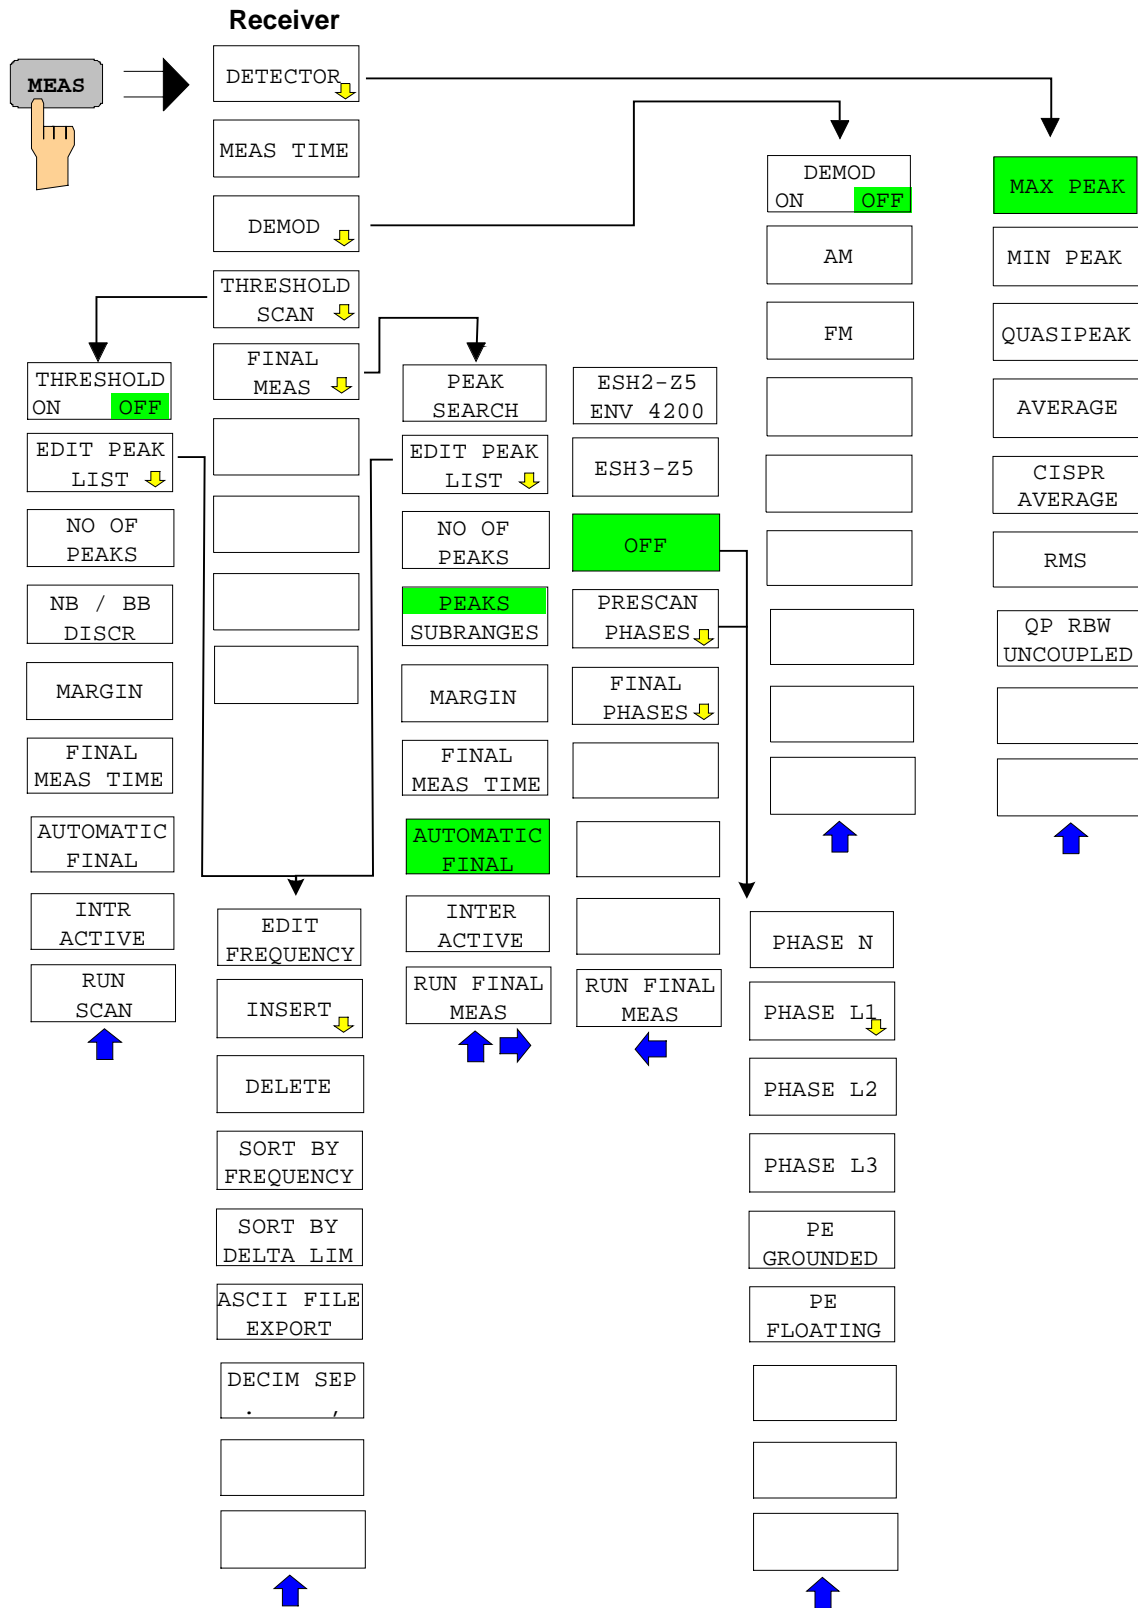 Receiver
MEAS
DETECTOR
MEAS TIME
DEMOD
THRESHOLD
SCAN
FINAL
MEAS
THRESHOLD
ON OFF
EDIT PEAK
LIST
NO OF
PEAKS
NB / BB
DISCR
MARGIN
FINAL
MEAS TIME
AUTOMATIC
FINAL
INTR
ACTIVE
RUN
SCAN
EDIT
FREQUENCY
INSERT
DELETE
SORT BY
FREQUENCY
SORT BY
DELTA LIM
ASCII FILE
EXPORT
DECIM SEP
. ,
PEAK
SEARCH
EDIT PEAK
LIST
NO OF
PEAKS
PEAKS
SUBRANGES
MARGIN
FINAL
MEAS TIME
AUTOMATIC
FINAL
INTER
ACTIVE
RUN FINAL
MEAS
ESH2-Z5
ENV 4200
ESH3-Z5
OFF
PRESCAN
PHASES
FINAL
PHASES
RUN FINAL
MEAS
DEMOD
ON OFF
AM
FM
PHASE N
PHASE L1
PHASE L2
PHASE L3
PE
GROUNDED
PE
FLOATING
MAX PEAK
MIN PEAK
QUASIPEAK
AVERAGE
CISPR
AVERAGE
RMS
QP RBW
UNCOUPLED